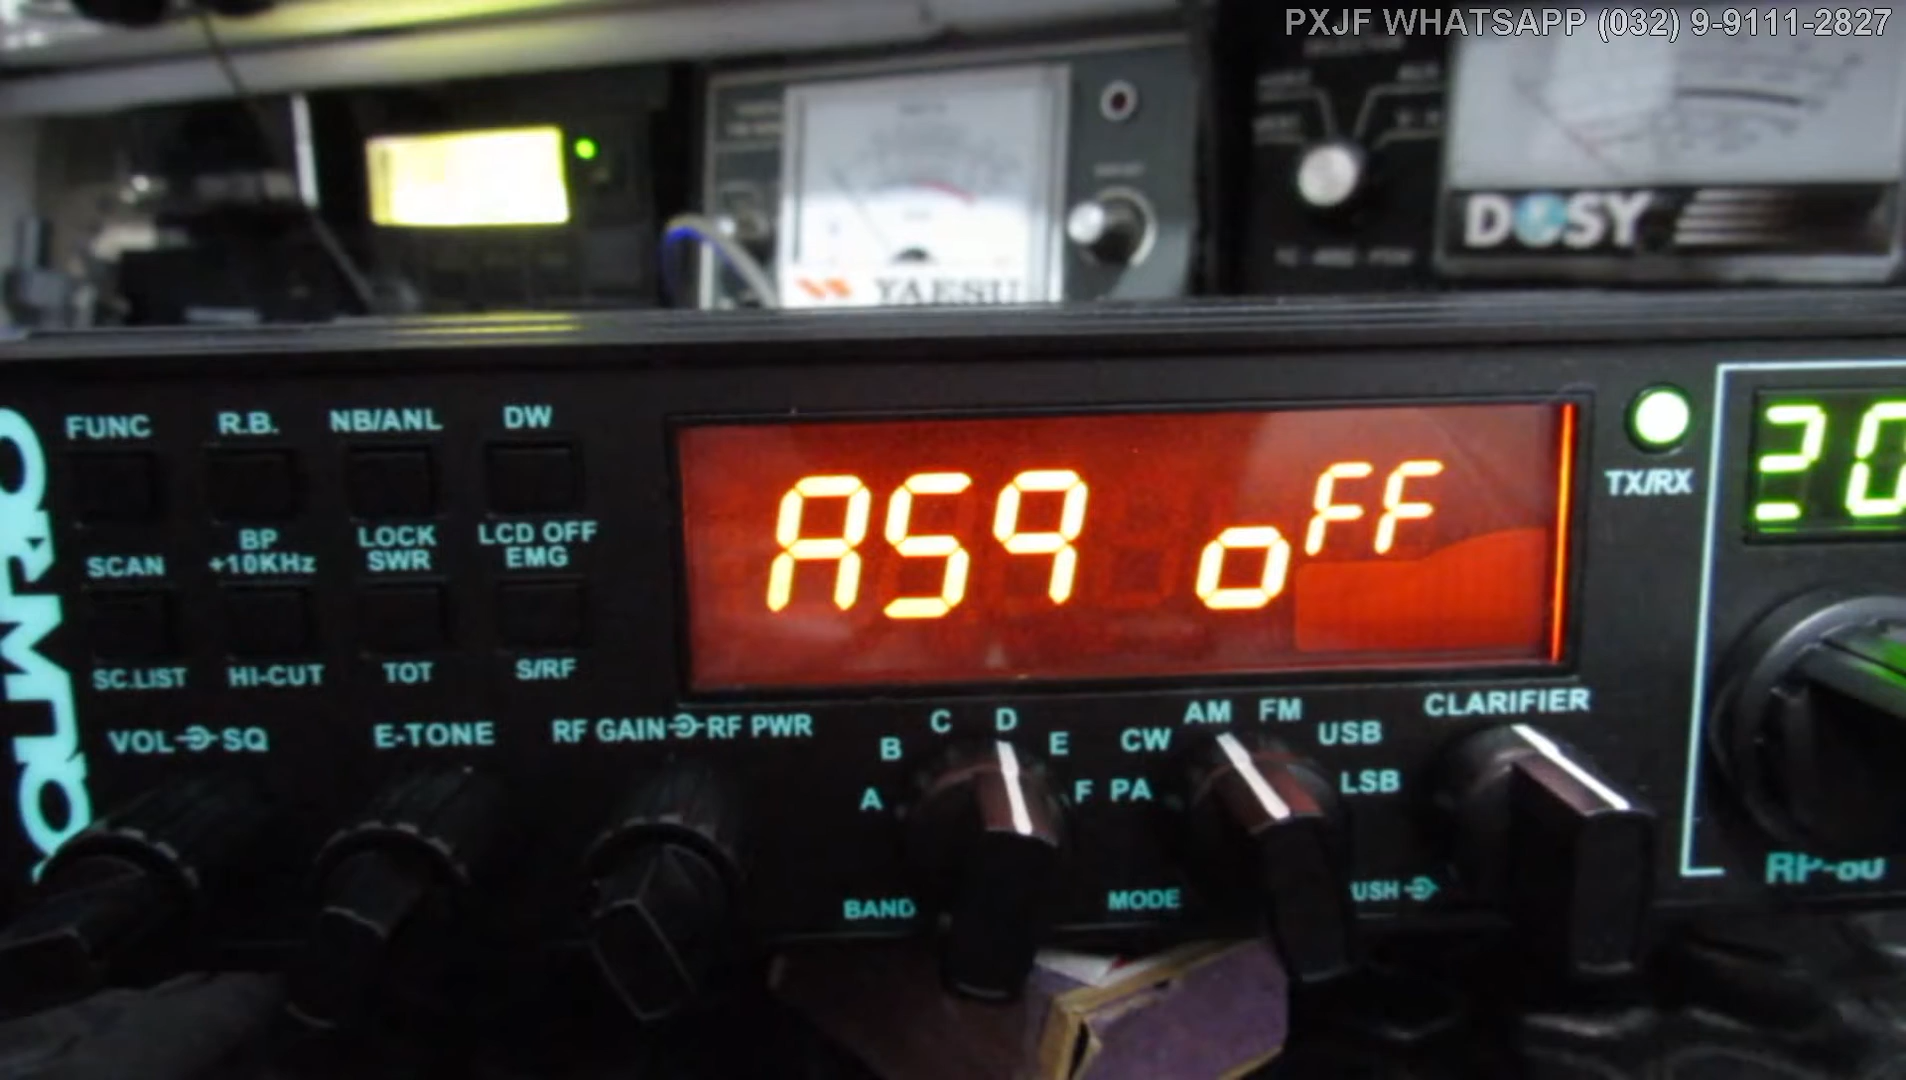 PXJF WHATSAPP (032) 9-9111-2827
YAESU
DOSY
FUNC R.B. NB/ANL DW
SCAN BP +10KHz LOCK SWR LCD OFF EMG
SC.LIST HI-CUT TOT S/RF
AS9 oFF
TX/RX
20
VOL SQ E-TONE RF GAIN RF PWR
A B C D E F
PA CW AM FM USB LSB
CLARIFIER
BAND MODE